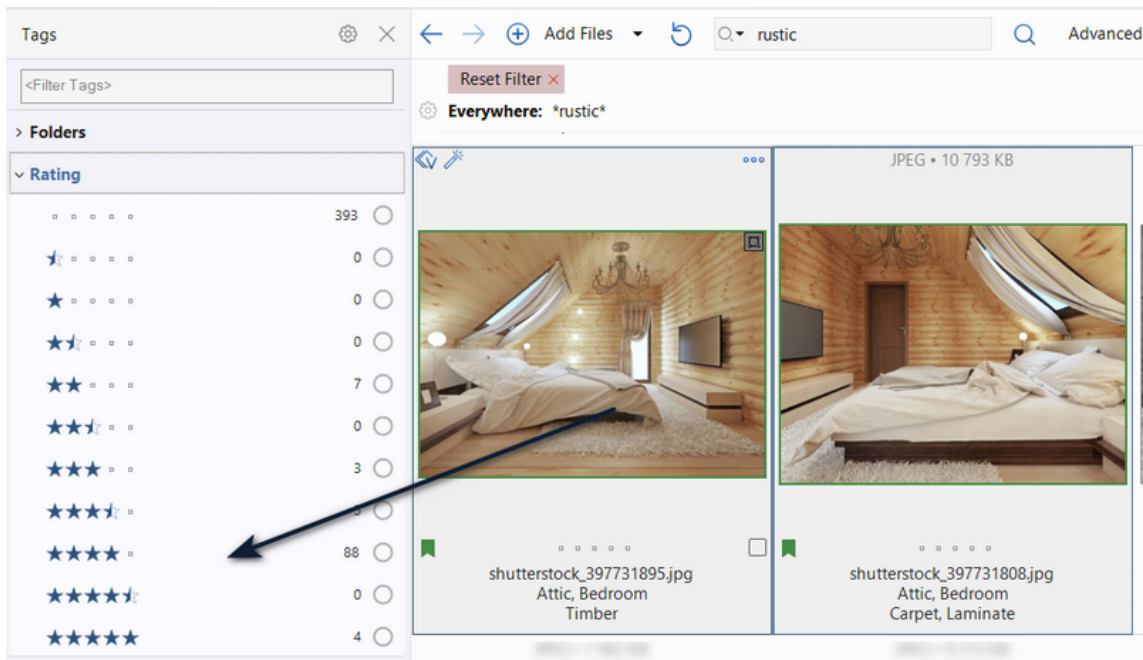 Tags
<Filter Tags>
Folders
Rating
393
0
0
0
7
0
3
88
0
4
Add Files
rustic
Advanced
Reset Filter ×
Everywhere: *rustic*
JPEG • 10 793 KB
shutterstock_397731895.jpg
Attic, Bedroom
Timber
shutterstock_397731808.jpg
Attic, Bedroom
Carpet, Laminate